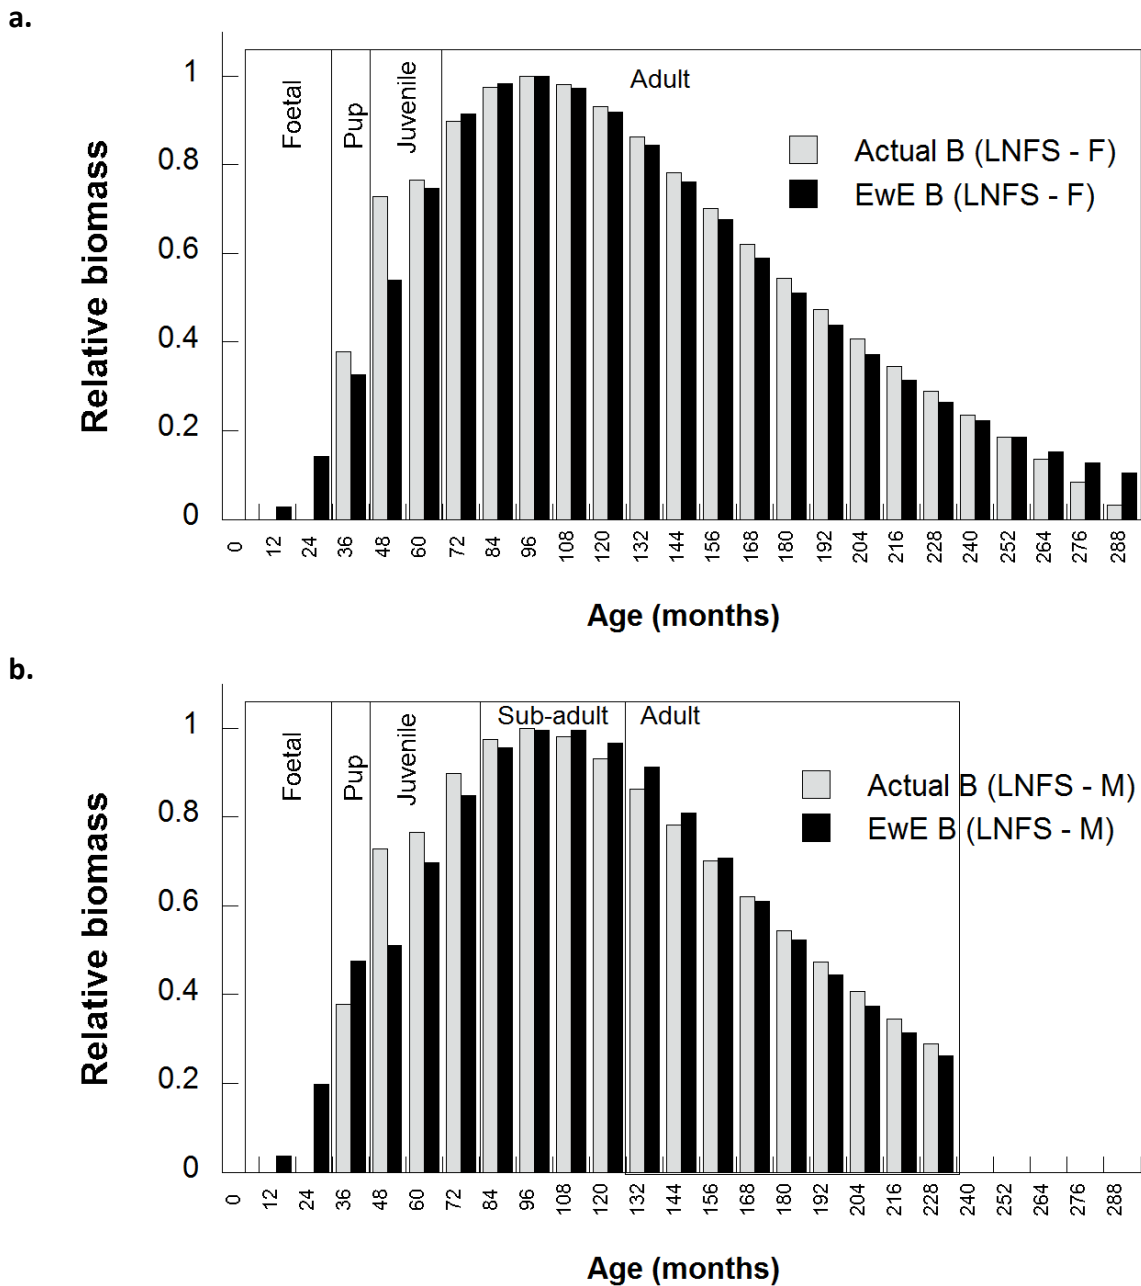 a.
Relative biomass
1
0.8
0.6
0.4
0.2
0
Foetal
Pup
Juvenile
Adult
Actual B (LNFS - F)
EwE B (LNFS - F)
0 12 24 36 48 60 72 84 96 108 120 132 144 156 168 180 192 204 216 228 240 252 264 276 288
Age (months)
b.
Relative biomass
1
0.8
0.6
0.4
0.2
0
Foetal
Pup
Juvenile
Sub-adult
Adult
Actual B (LNFS - M)
EwE B (LNFS - M)
0 12 24 36 48 60 72 84 96 108 120 132 144 156 168 180 192 204 216 228 240 252 264 276 288
Age (months)